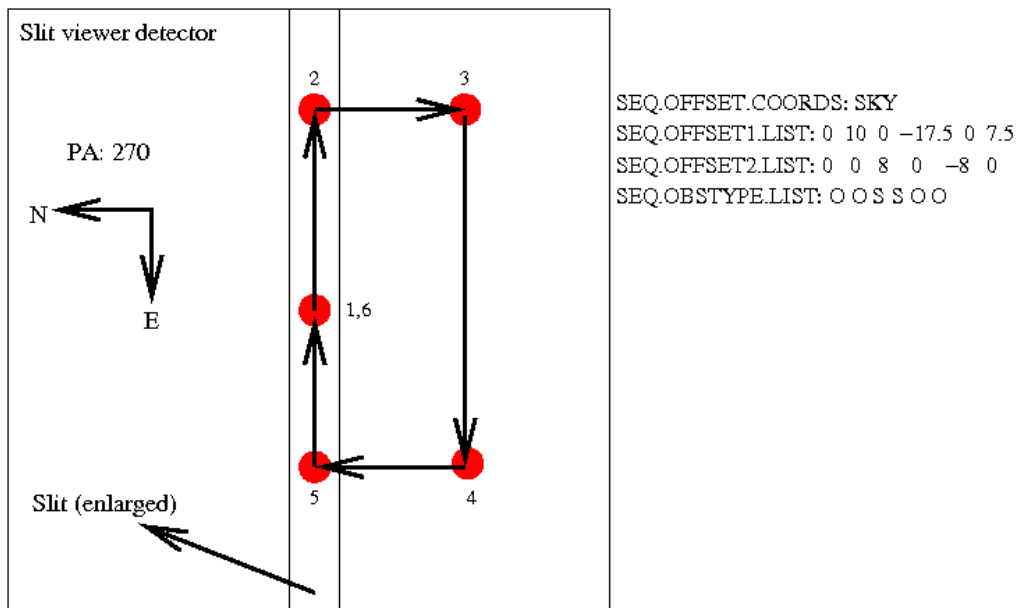 Slit viewer detector
2
3
SEQ.OFFSET.COORDS: SKY
SEQ.OFFSET1.LIST: 0 10 0 −17.5 0 7.5
PA: 270
SEQ.OFFSET2.LIST: 0 0 8 0 −8 0
SEQ.OBSTYPE.LIST: O O S S O O
N
E
1,6
Slit (enlarged)
5
4